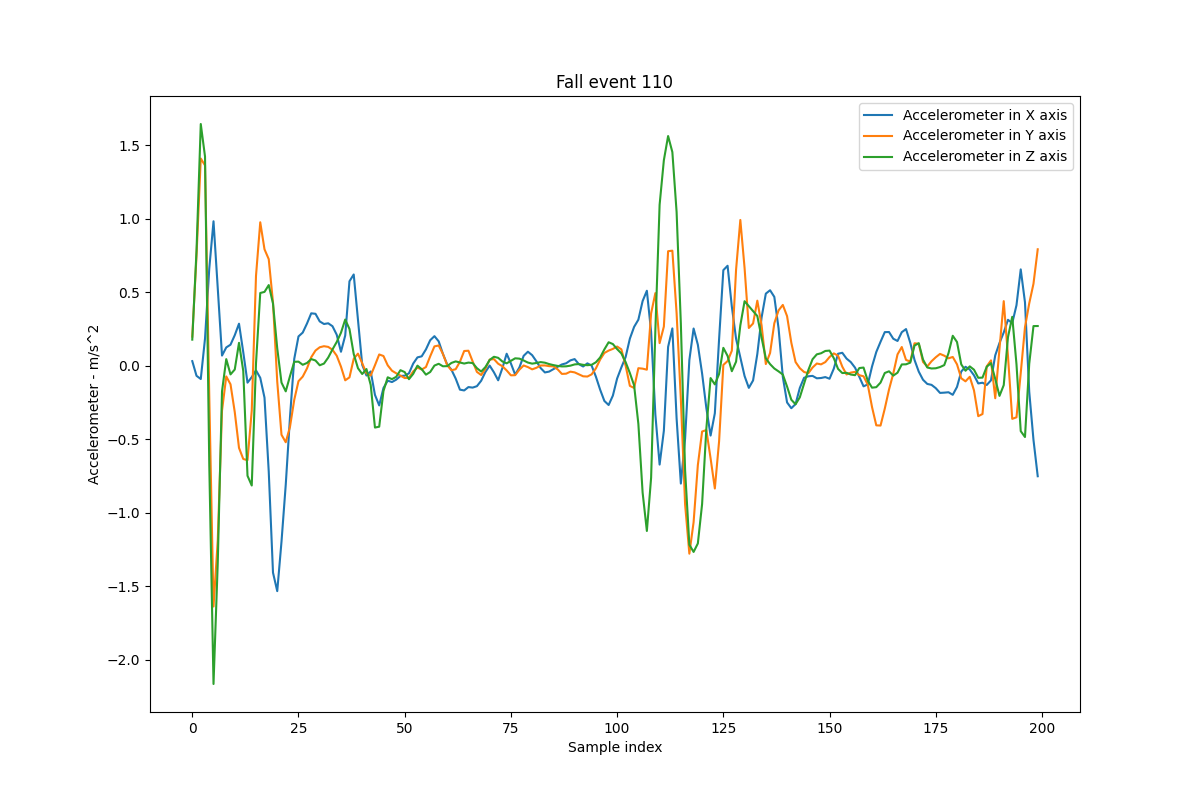 Fall event 110
Accelerometer in X axis
Accelerometer in Y axis
Accelerometer in Z axis
Accelerometer - m/s^2
1.5
1.0
0.5
0.0
−0.5
−1.0
−1.5
−2.0
0 25 50 75 100 125 150 175 200
Sample index